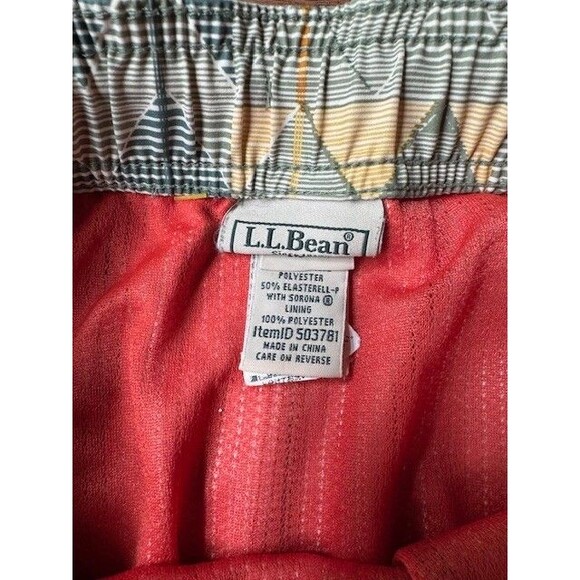 L.L.Bean®
POLYESTER
50% ELASTERELL-P
WITH SORONA ®
LINING
100% POLYESTER
ItemID 503781
MADE IN CHINA
CARE ON REVERSE